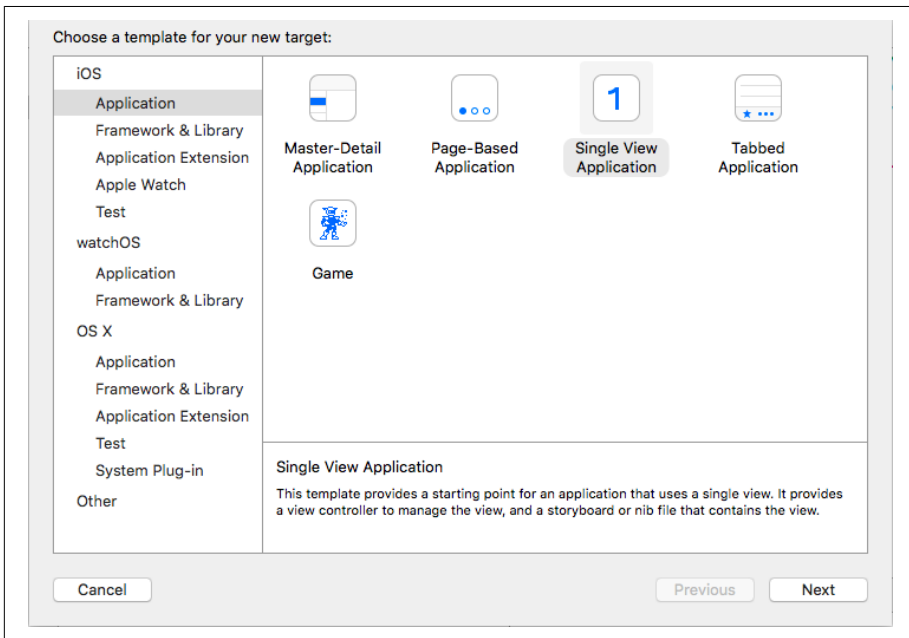 Choose a template for your new target:
iOS
Application
Framework & Library
Application Extension
Apple Watch
Test
watchOS
Application
Framework & Library
OS X
Application
Framework & Library
Application Extension
Test
System Plug-in
Other
Master-Detail
Application
Page-Based
Application
1
Single View
Application
Tabbed
Application
Game
Single View Application
This template provides a starting point for an application that uses a single view. It provides
a view controller to manage the view, and a storyboard or nib file that contains the view.
Cancel
Previous
Next